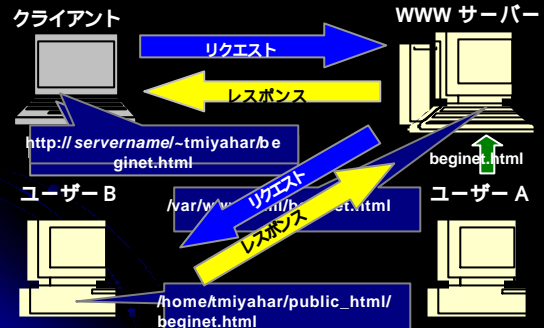 クライアント
WWW サーバー
リクエスト
レスポンス
http://servername/~tmiyahar/be
ginet.html
beginet.html
ユーザー B
リクエスト
/var/w
html
ユーザー A
レスポンス
/home/tmiyahar/public_html/
beginet.html